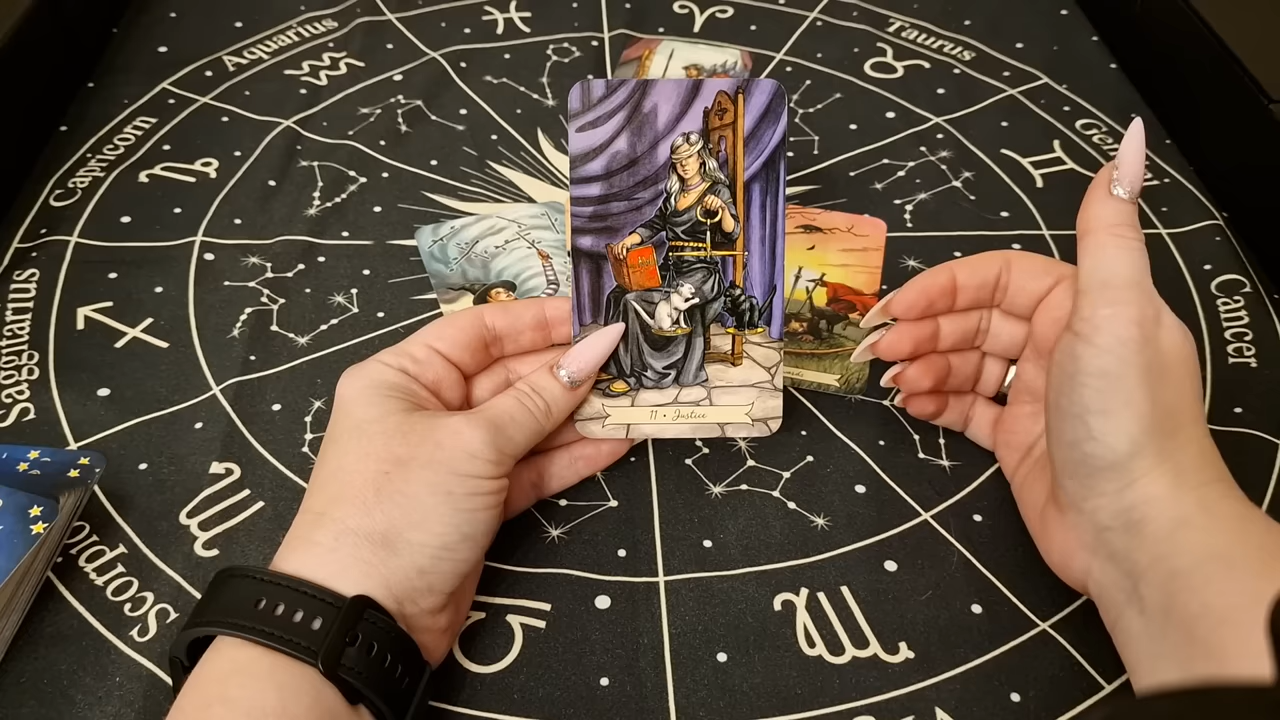 Aquarius
Taurus
Capricorn
Gemini
Sagittarius
Cancer
Scorpio
11 • Justice